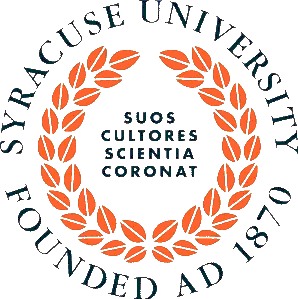 SYRACUSE UNIVERSITY
SUOS
CULTORES
SCIENTIA
CORONAT
FOUNDED AD 1870